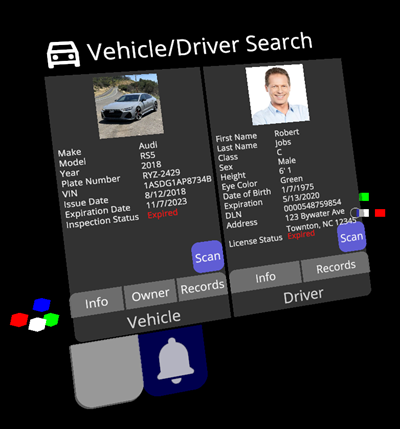 Vehicle/Driver Search
Make Audi
Model RS5
Year 2018
Plate Number RYZ-2429
VIN 1ASDG1AP8734B
Issue Date 8/12/2018
Expiration Date 11/7/2023
Inspection Status Expired
Scan
Info Owner Records
Vehicle
First Name Robert
Last Name Jobs
Class C
Sex Male
Height 6' 1
Eye Color Green
Date of Birth 1/7/1975
Expiration 5/13/2020
DLN 0000548759854
Address 123 Bywater Ave
Townton, NC 12345
License Status Expired
Scan
Info Records
Driver